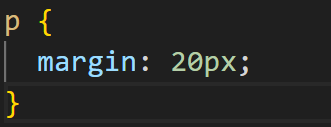 p {
  margin: 20px;
}